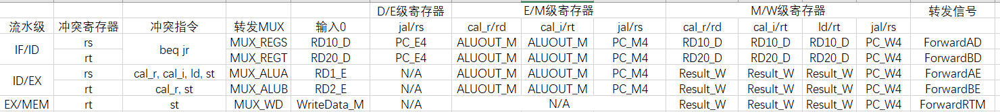 D/E级寄存器 E/M级寄存器 M/W级寄存器 转发信号
流水级 冲突寄存器 冲突指令 转发MUX 输入0 jal/rs cal_r/rd cal_i/rt jal/rs cal_r/rd cal_i/rt ld/rt jal/rs
IF/ID rs beq jr MUX_REGS RD10_D PC_E4 ALUOUT_M ALUOUT_M PC_M4 RD10_D RD10_D RD10_D PC_W4 ForwardAD
rt MUX_REGT RD20_D PC_E4 ALUOUT_M ALUOUT_M PC_M4 RD20_D RD20_D RD20_D PC_W4 ForwardBD
ID/EX rs cal_r, cal_i, ld, st MUX_ALUA RD1_E N/A ALUOUT_M ALUOUT_M PC_M4 Result_W Result_W Result_W PC_W4 ForwardAE
rt cal_r, st MUX_ALUB RD2_E N/A ALUOUT_M ALUOUT_M PC_M4 Result_W Result_W Result_W PC_W4 ForwardBE
EX/MEM rt st MUX_WD WriteData_M N/A N/A Result_W Result_W Result_W PC_W4 ForwardRTM